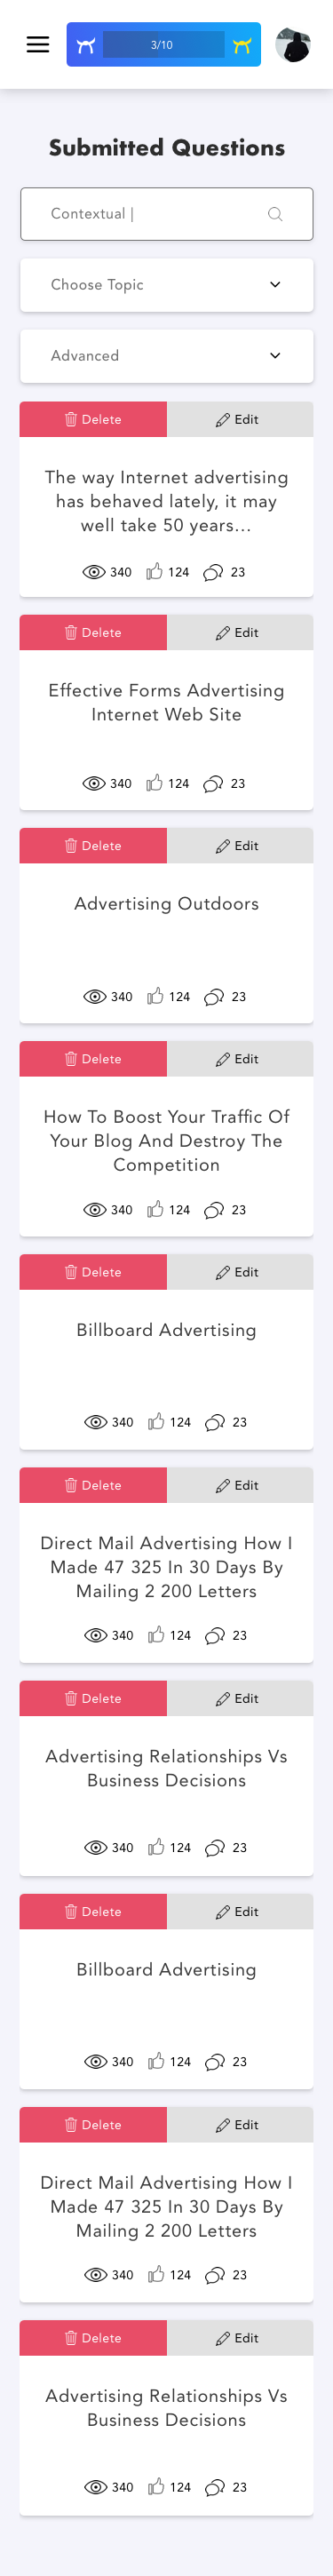 3/10
Submitted Questions
Contextual |
Choose Topic
Advanced
Delete Edit
The way Internet advertising
has behaved lately, it may
well take 50 years...
340 124 23
Delete Edit
Effective Forms Advertising
Internet Web Site
340 124 23
Delete Edit
Advertising Outdoors
340 124 23
Delete Edit
How To Boost Your Traffic Of
Your Blog And Destroy The
Competition
340 124 23
Delete Edit
Billboard Advertising
340 124 23
Delete Edit
Direct Mail Advertising How I
Made 47 325 In 30 Days By
Mailing 2 200 Letters
340 124 23
Delete Edit
Advertising Relationships Vs
Business Decisions
340 124 23
Delete Edit
Billboard Advertising
340 124 23
Delete Edit
Direct Mail Advertising How I
Made 47 325 In 30 Days By
Mailing 2 200 Letters
340 124 23
Delete Edit
Advertising Relationships Vs
Business Decisions
340 124 23